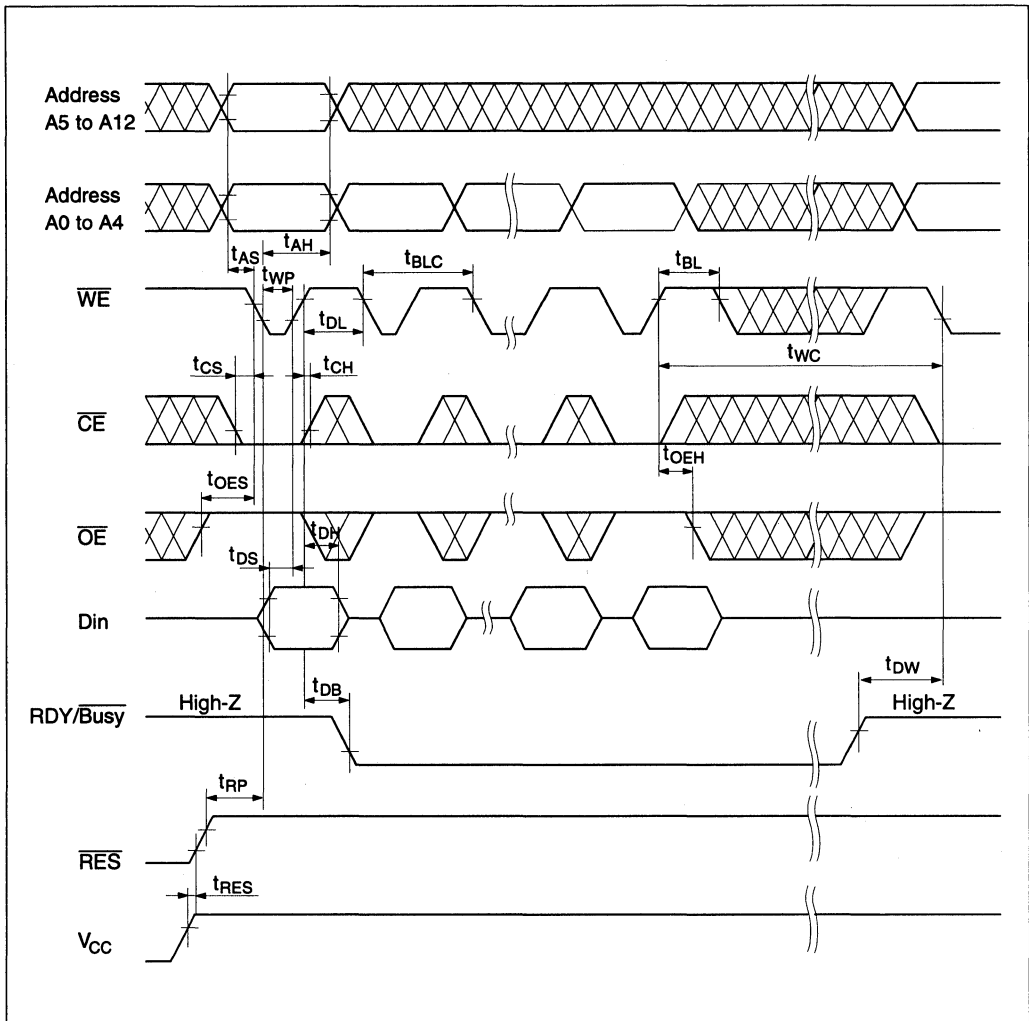 Address
A5 to A12
Address
A0 to A4
tAS
tAH
tWP
tBLC
tBL
WE
tDL
tWC
tCS
tCH
CE
tOES
tOEH
OE
tDH
tDS
Din
tDW
tDB
High-Z
High-Z
RDY/Busy
tRP
RES
tRES
VCC